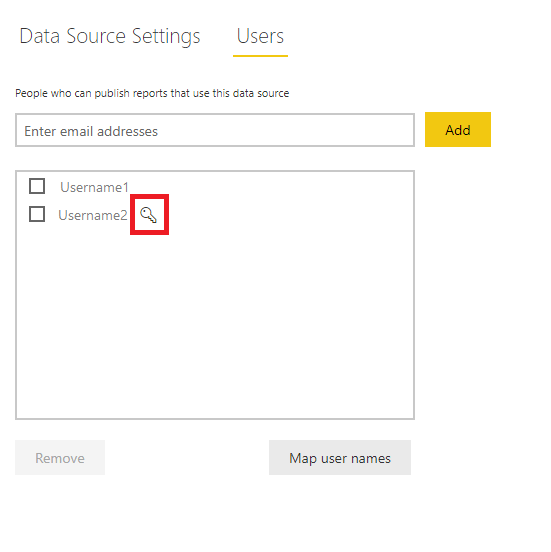 Data Source Settings Users
People who can publish reports that use this data source
Enter email addresses Add
Username1
Username2
Remove Map user names